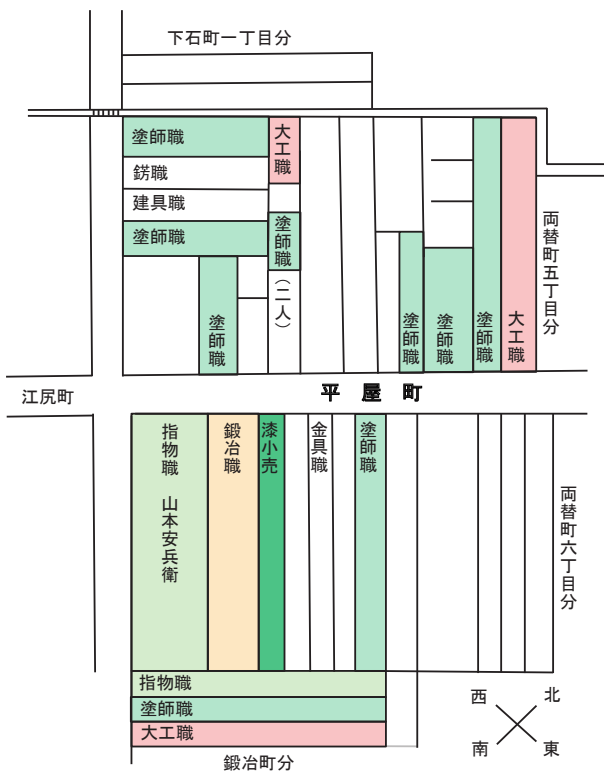 下石町一丁目分
塗師職
大工職
錺職
建具職
塗師職
塗師職
(二人)
塗師職
塗師職
塗師職
塗師職
大工職
両替町五丁目分
江尻町
平屋町
指物職 山本安兵衛
鍛冶職
漆小売
金具職
塗師職
両替町六丁目分
指物職
塗師職
大工職
鍛冶町分
西
北
南
東